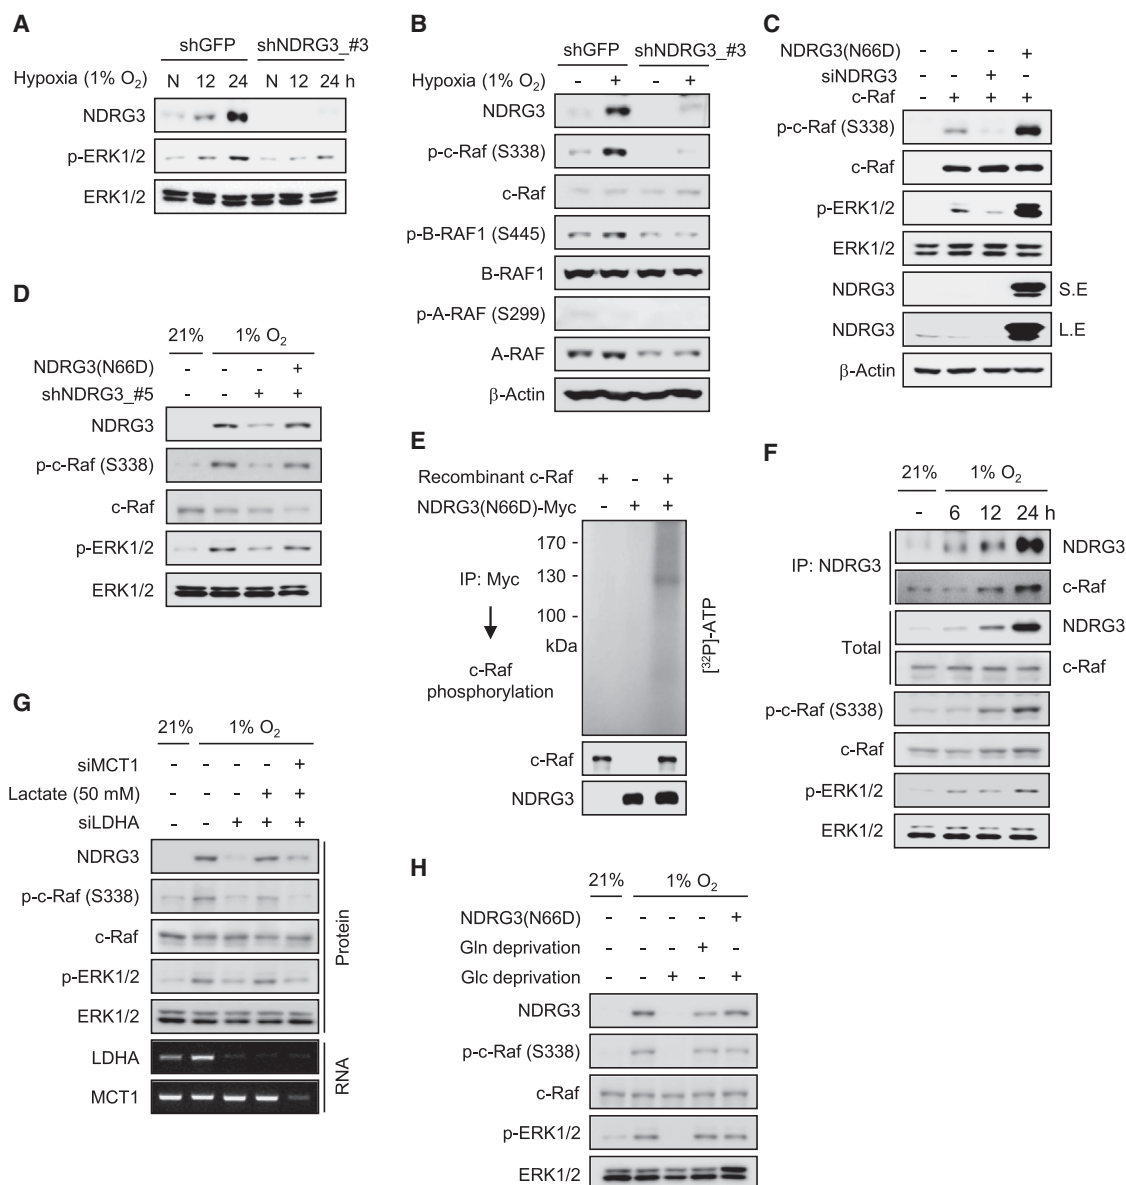 A
shGFP shNDRG3_#3
Hypoxia (1% O2) N 12 24 N 12 24 h
NDRG3
p-ERK1/2
ERK1/2
B
shGFP shNDRG3_#3
Hypoxia (1% O2) - + - +
NDRG3
p-c-Raf (S338)
c-Raf
p-B-RAF1 (S445)
B-RAF1
p-A-RAF (S299)
A-RAF
β-Actin
C
NDRG3(N66D) - - - +
siNDRG3 - - + -
c-Raf - + + +
p-c-Raf (S338)
c-Raf
p-ERK1/2
ERK1/2
NDRG3 S.E
NDRG3 L.E
β-Actin
D
21% 1% O2
NDRG3(N66D) - - - +
shNDRG3_#5 - - + +
NDRG3
p-c-Raf (S338)
c-Raf
p-ERK1/2
ERK1/2
E
Recombinant c-Raf + - +
NDRG3(N66D)-Myc - + +
170 -
130 -
100 -
kDa
IP: Myc
c-Raf
phosphorylation
[32P]-ATP
c-Raf
NDRG3
F
21% 1% O2
- 6 12 24 h
IP: NDRG3
NDRG3
c-Raf
Total
NDRG3
c-Raf
p-c-Raf (S338)
c-Raf
p-ERK1/2
ERK1/2
G
21% 1% O2
siMCT1 - - - - +
Lactate (50 mM) - - - + +
siLDHA - - + + +
NDRG3
p-c-Raf (S338)
c-Raf
p-ERK1/2
ERK1/2
Protein
LDHA
MCT1
RNA
H
21% 1% O2
NDRG3(N66D) - - - - +
Gln deprivation - - - + -
Glc deprivation - - + - +
NDRG3
p-c-Raf (S338)
c-Raf
p-ERK1/2
ERK1/2